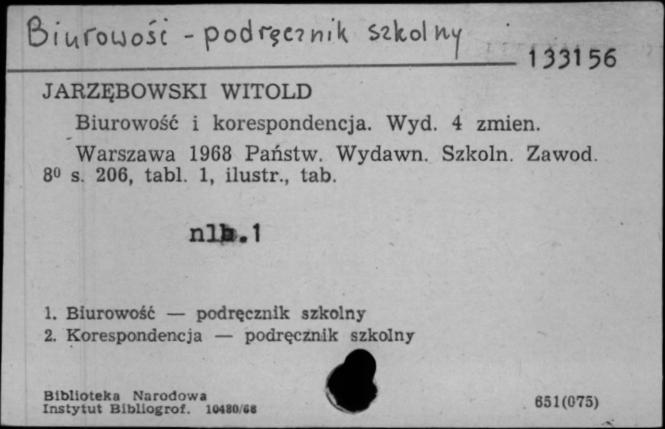 Biurowość - podręcznik szkolny
133156
JARZĘBOWSKI WITOLD
Biurowość i korespondencja. Wyd. 4 zmien.
Warszawa 1968 Państw. Wydawn. Szkoln. Zawod.
8⁰ s. 206, tabl. 1, ilustr., tab.
nlb.1
1. Biurowość — podręcznik szkolny
2. Korespondencja — podręcznik szkolny
Biblioteka Narodowa
Instytut Bibliogrof. 10480/68
651(075)